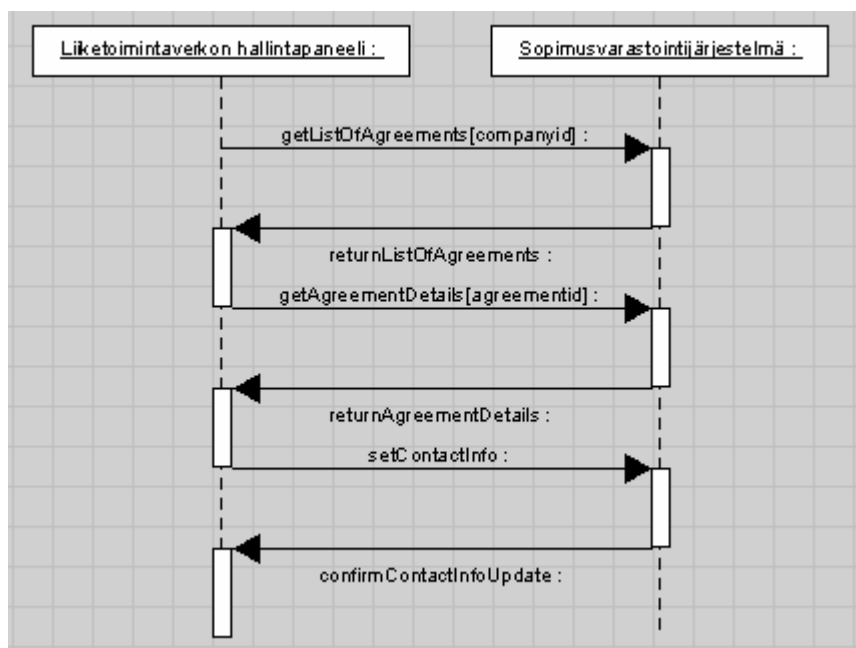 Liiketoimintaverkon hallintapaneeli :
Sopimusvarastointijärjestelmä :
getListOfAgreements[companyid] :
returnListOfAgreements :
getAgreementDetails[agreementid] :
returnAgreementDetails :
setContactInfo :
confirmContactInfoUpdate :